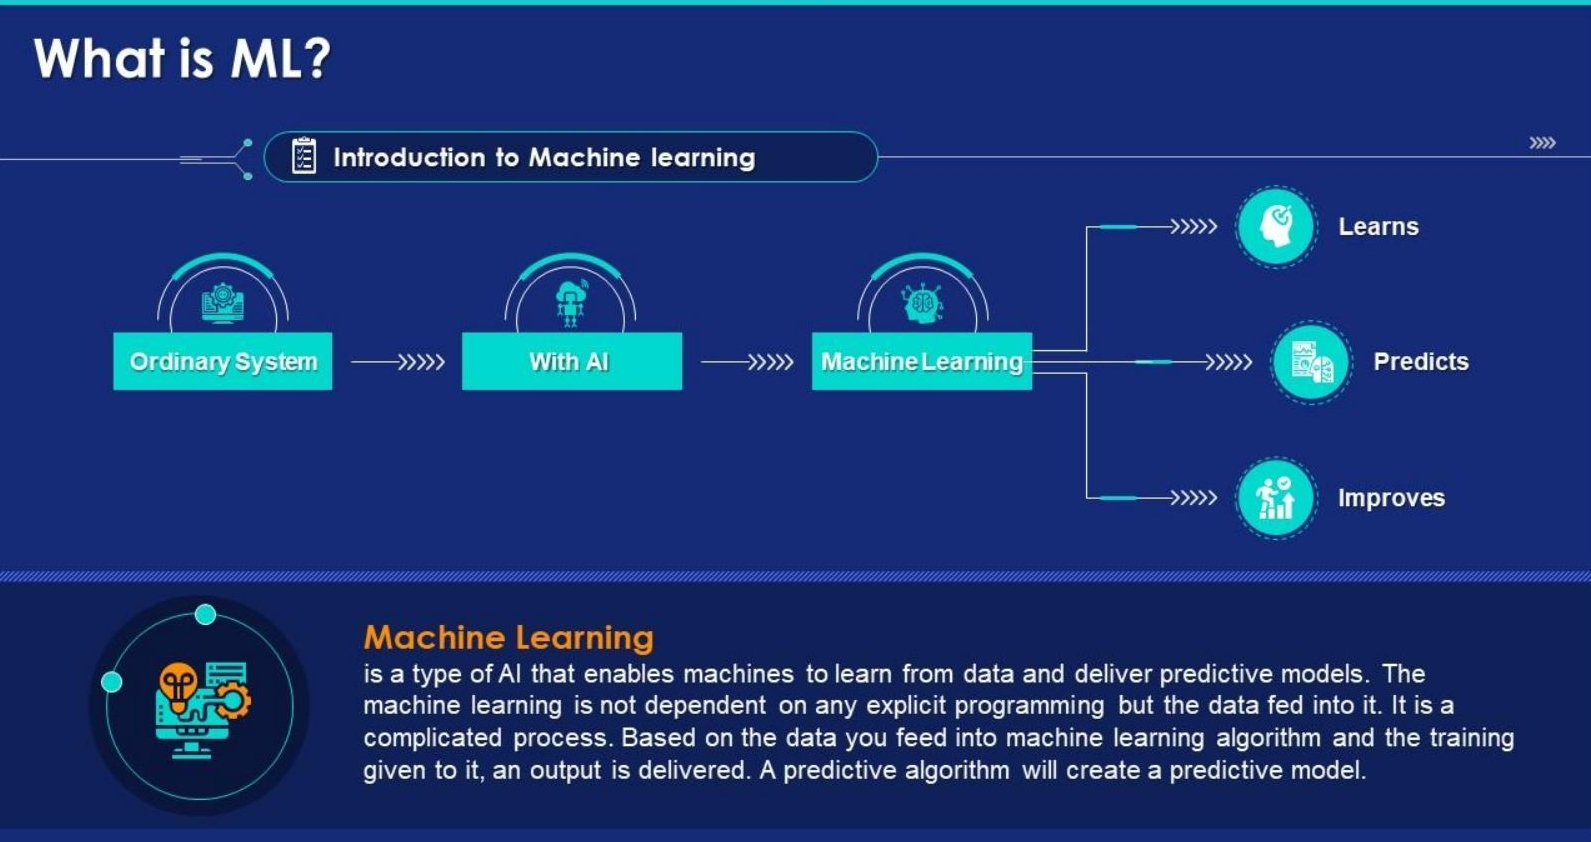 What is ML?
Introduction to Machine learning
Learns
Ordinary System
With AI
Machine Learning
Predicts
Improves
Machine Learning
is a type of AI that enables machines to learn from data and deliver predictive models. The
machine learning is not dependent on any explicit programming but the data fed into it. It is a
complicated process. Based on the data you feed into machine learning algorithm and the training
given to it, an output is delivered. A predictive algorithm will create a predictive model.